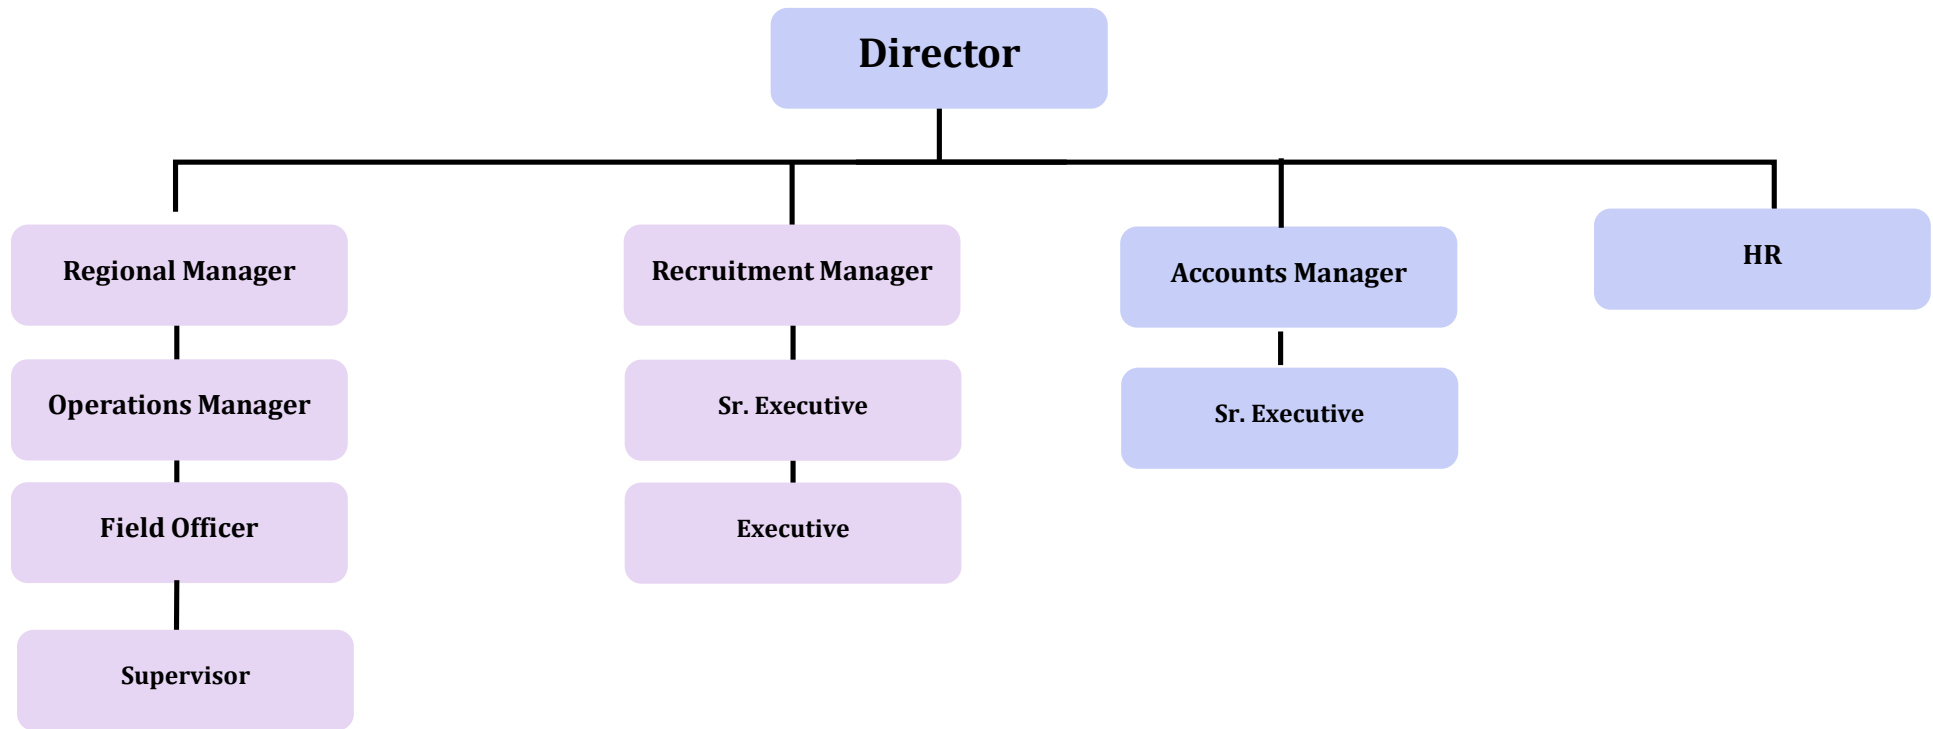 Director
Regional Manager
Recruitment Manager
Accounts Manager
HR
Operations Manager
Sr. Executive
Sr. Executive
Field Officer
Executive
Supervisor